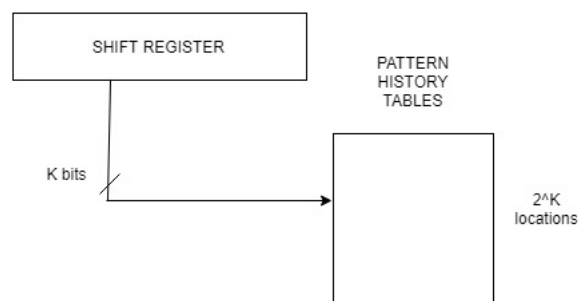 SHIFT REGISTER
PATTERN
HISTORY
TABLES
K bits
2^K
locations